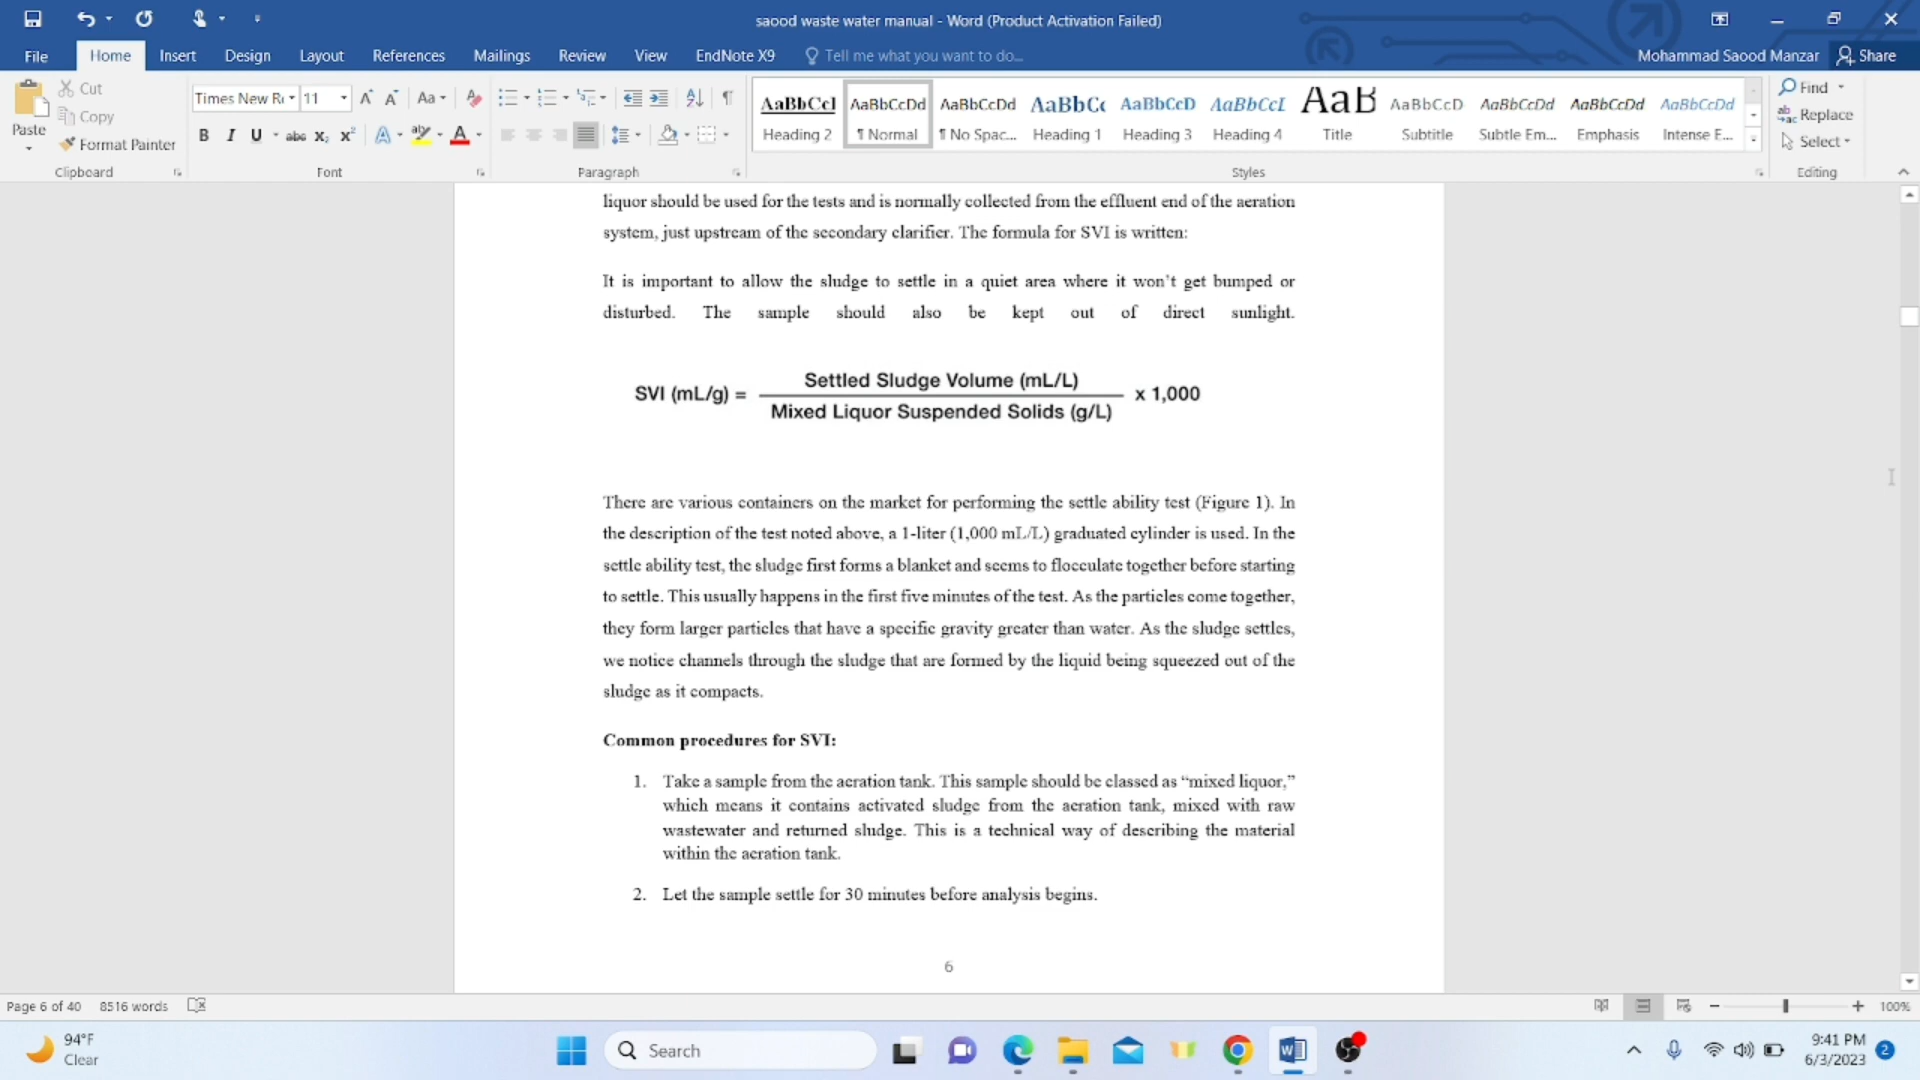 saood waste water manual - Word (Product Activation Failed)
File Home Insert Design Layout References Mailings Review View EndNote X9 Tell me what you want to do... Mohammad Saood Manzar Share
Paste Cut
Copy
Format Painter
Clipboard
Times New R 11 Aa
B I U abc X₂ X² A aby A
Font
Paragraph
AaBbCcI AaBbCcDd AaBbCcDd AaBbCc AaBbCcD AaBbCcL AaB AaBbCcD AaBbCcDd AaBbCcDd AaBbCcDd
Heading 2 ¶ Normal ¶ No Spac... Heading 1 Heading 3 Heading 4 Title Subtitle Subtle Em... Emphasis Intense E...
Styles
Find
Replace
Select
Editing
liquor should be used for the tests and is normally collected from the effluent end of the aeration
system, just upstream of the secondary clarifier. The formula for SVI is written:
It is important to allow the sludge to settle in a quiet area where it won't get bumped or
disturbed. The sample should also be kept out of direct sunlight.
SVI (mL/g) = Settled Sludge Volume (mL/L) x 1,000
Mixed Liquor Suspended Solids (g/L)
There are various containers on the market for performing the settle ability test (Figure 1). In
the description of the test noted above, a 1-liter (1,000 mL/L) graduated cylinder is used. In the
settle ability test, the sludge first forms a blanket and seems to flocculate together before starting
to settle. This usually happens in the first five minutes of the test. As the particles come together,
they form larger particles that have a specific gravity greater than water. As the sludge settles,
we notice channels through the sludge that are formed by the liquid being squeezed out of the
sludge as it compacts.
Common procedures for SVI:
1. Take a sample from the aeration tank. This sample should be classed as “mixed liquor,”
which means it contains activated sludge from the aeration tank, mixed with raw
wastewater and returned sludge. This is a technical way of describing the material
within the aeration tank.
2. Let the sample settle for 30 minutes before analysis begins.
6
Page 6 of 40 8516 words 100%
94°F
Clear
Search
9:41 PM
6/3/2023
2